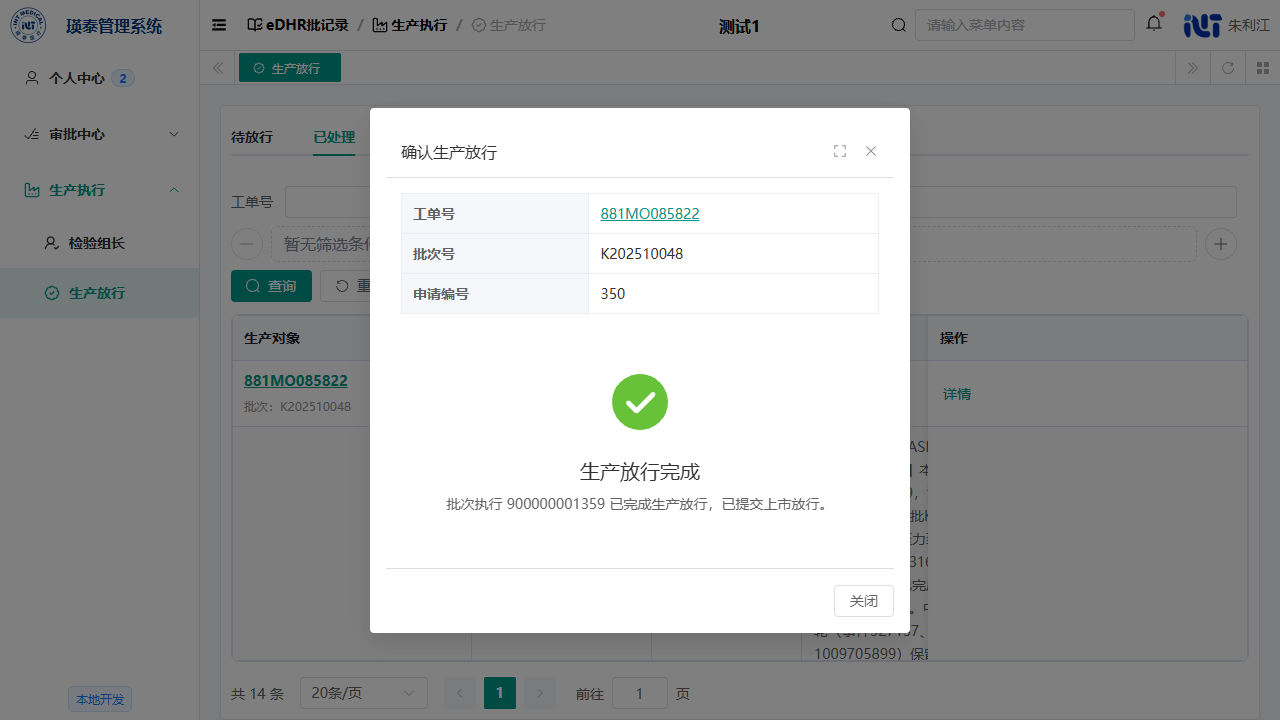 瑛泰管理系统
eDHR批记录 / 生产执行 / 生产放行
测试1
请输入菜单内容
朱利江
个人中心 2
生产放行
审批中心
生产执行
检验组长
生产放行
待放行
已处理
工单号
暂无筛选条
查询
重
生产对象
操作
881MO085822
批次：K202510048
详情
确认生产放行
工单号 881MO085822
批次号 K202510048
申请编号 350
生产放行完成
批次执行 900000001359 已完成生产放行，已提交上市放行。
关闭
1009705899）保
共 14 条
20条/页
1
前往 1 页
本地开发